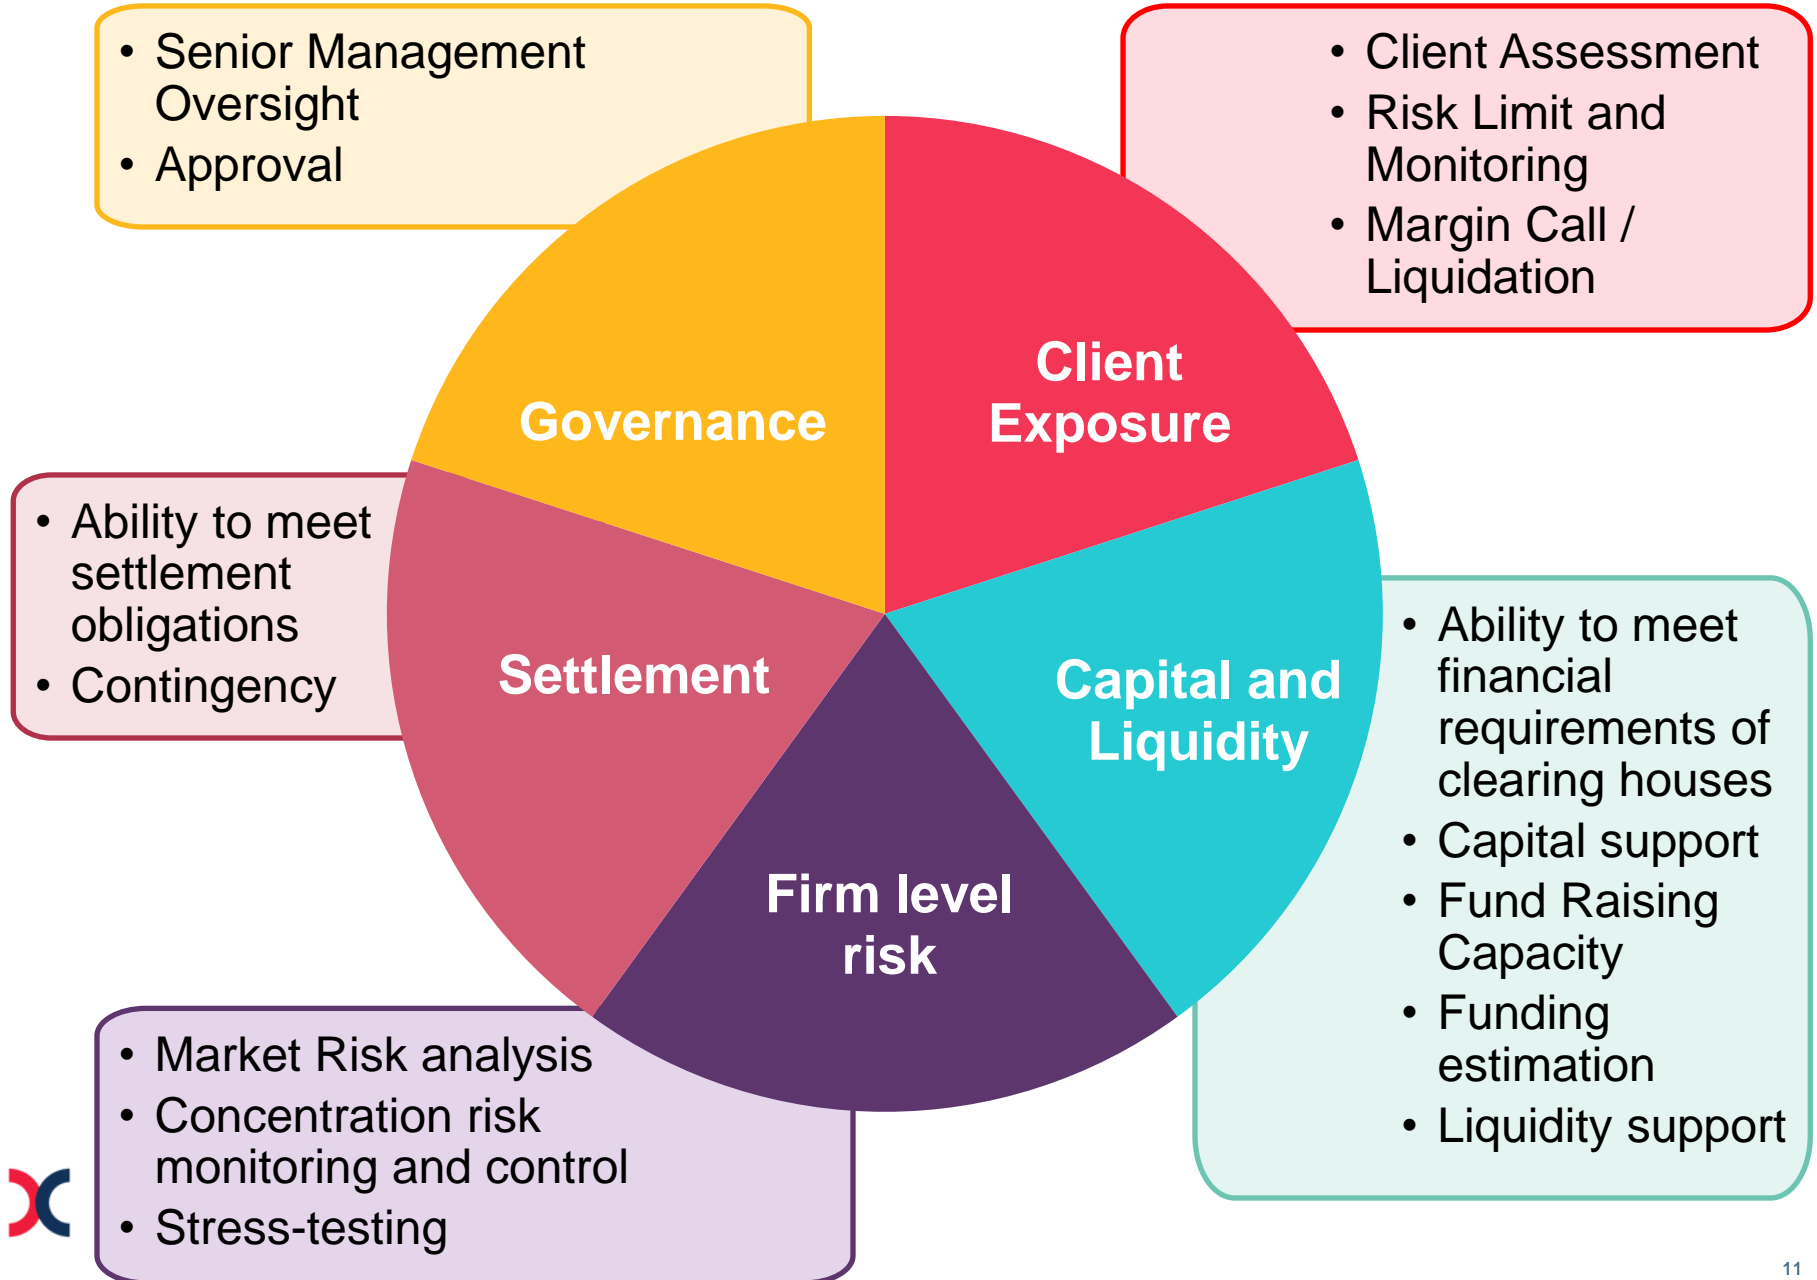 • Senior Management
Oversight
• Approval
• Client Assessment
• Risk Limit and
Monitoring
• Margin Call /
Liquidation
Governance
Client
Exposure
• Ability to meet
settlement
obligations
• Contingency
Settlement
Capital and
Liquidity
• Ability to meet
financial
requirements of
clearing houses
• Capital support
• Fund Raising
Capacity
• Funding
estimation
• Liquidity support
Firm level
risk
• Market Risk analysis
• Concentration risk
monitoring and control
• Stress-testing
11